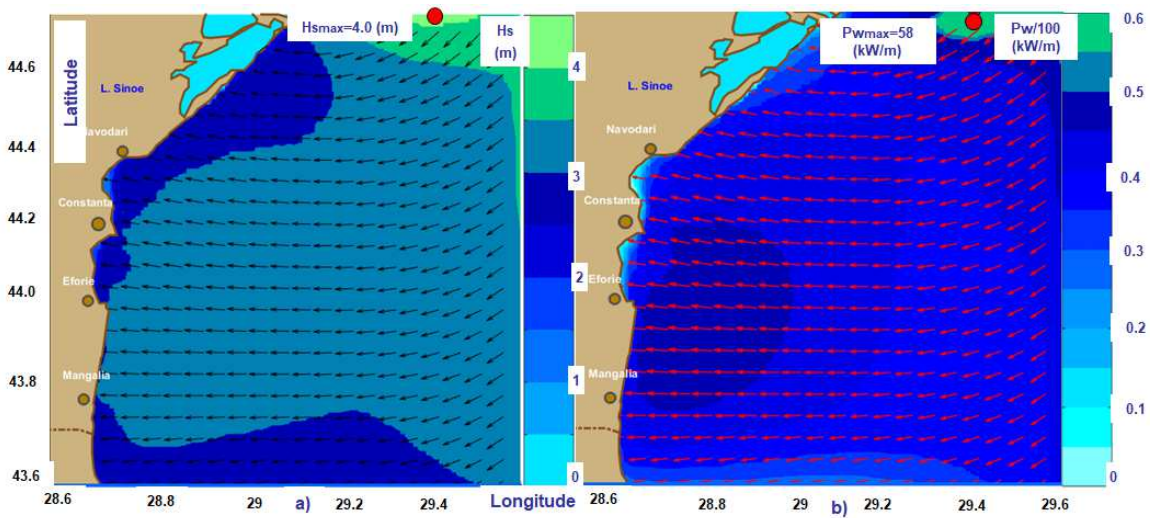 Hsmax=4.0 (m)
Hs
(m)
Latitude
44.6
44.4
44.2
44.0
43.8
43.6
L. Sinoe
Constanta
Eforie
Mangalia
4
3
2
1
0
28.6
28.8
29
29.2
29.4
a)
Longitude
Pwmax=58
(kW/m)
Pw/100
(kW/m)
L. Sinoe
Navodari
Constanta
Eforie
Mangalia
0.6
0.5
0.4
0.3
0.2
0.1
0
28.6
28.8
29
29.2
29.4
29.6
b)